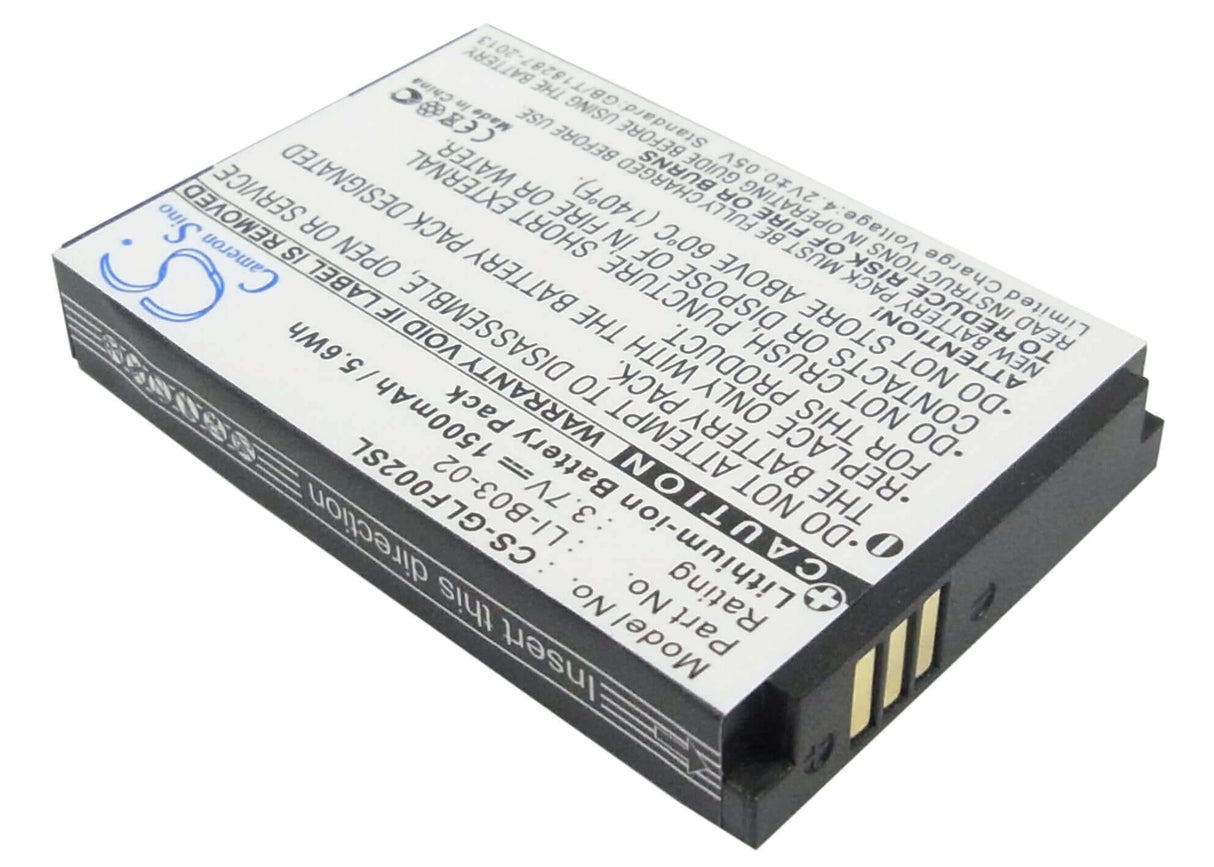 Cameron Sino
Model No. : CS-GLF002SL
Part No. : LI-B03-02
Rating : 3.7V 1500mAh / 5.6Wh
+ Lithium-ion Battery Pack -
CAUTION WARRANTY VOID IF LABEL IS REMOVED
•DO NOT ATTEMPT TO DISASSEMBLE, OPEN OR SERVICE
THE BATTERY PACK.
•REPLACE ONLY WITH THE BATTERY PACK DESIGNATED
FOR THIS PRODUCT.
•DO NOT CRUSH, PUNCTURE, SHORT EXTERNAL
CONTACTS OR DISPOSE OF IN FIRE OR WATER.
•DO NOT STORE ABOVE 60°C (140°F).
ATTENTION!
TO REDUCE RISK OF FIRE OR BURNS
NEW BATTERY PACK MUST BE FULLY CHARGED BEFORE USE
READ INSTRUCTIONS IN OPERATING GUIDE BEFORE USING THE BATTERY
Limited Charge Voltage:4.2V±0.05V Standard:GB/T18287-2013
CE
Made In China
Insert this direction
+
-